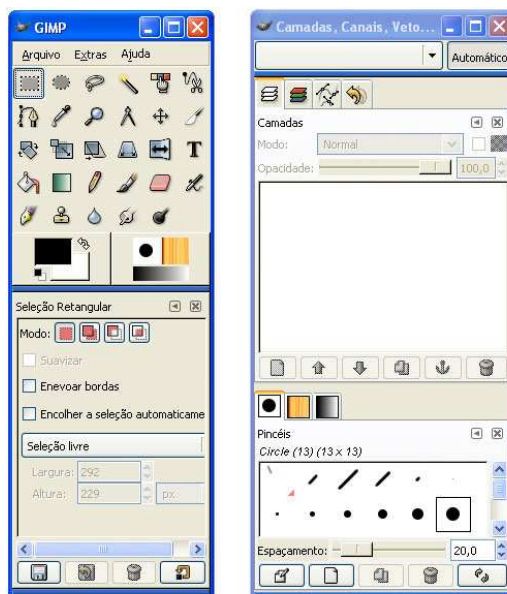 GIMP
Arquivo Extras Ajuda
Seleção Retangular
Modo:
Suavizar
Enevoar bordas
Encolher a seleção automaticame
Seleção livre
Largura: 292
Altura: 229 px
Camadas, Canais, Veto...
Automático
Camadas
Modo: Normal
Opacidade: 100,0
Pincéis
Circle (13) (13 x 13)
Espaçamento: 20,0